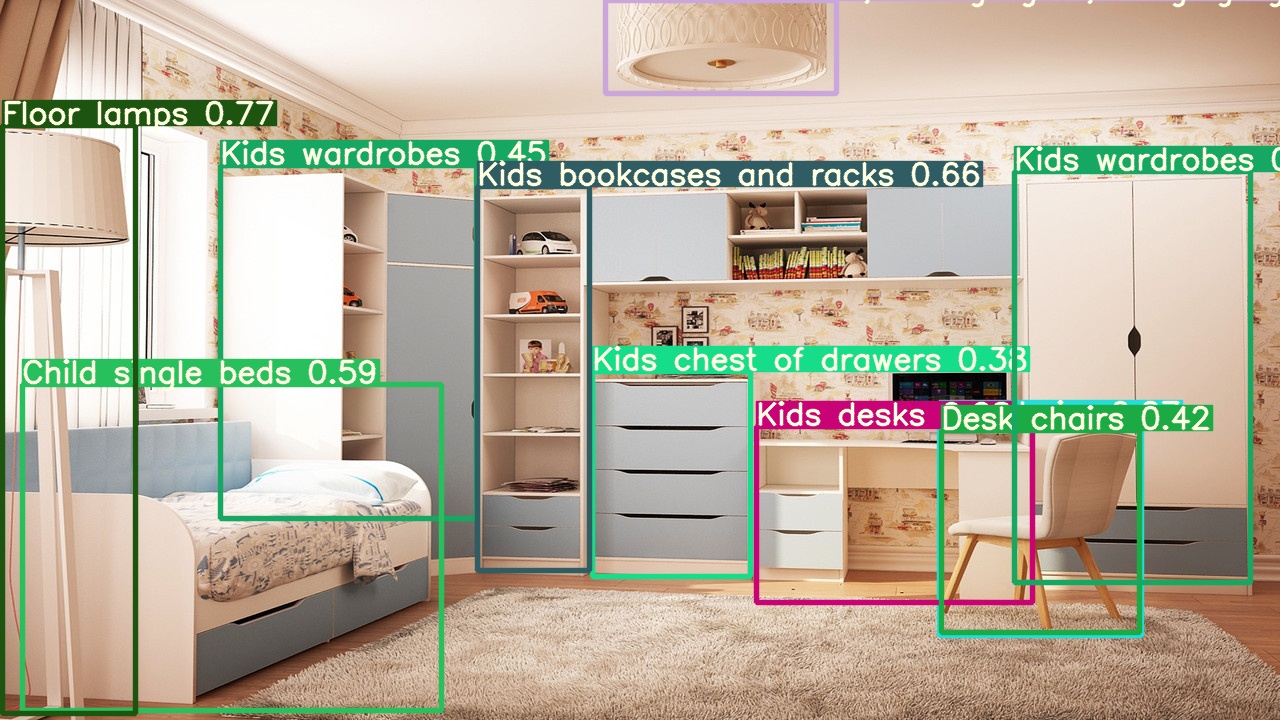 Floor lamps 0.77
Kids wardrobes 0.45
Kids bookcases and racks 0.66
Kids wardrobes
Child single beds 0.59
Kids chest of drawers 0.38
Kids desks
Desk chairs 0.42